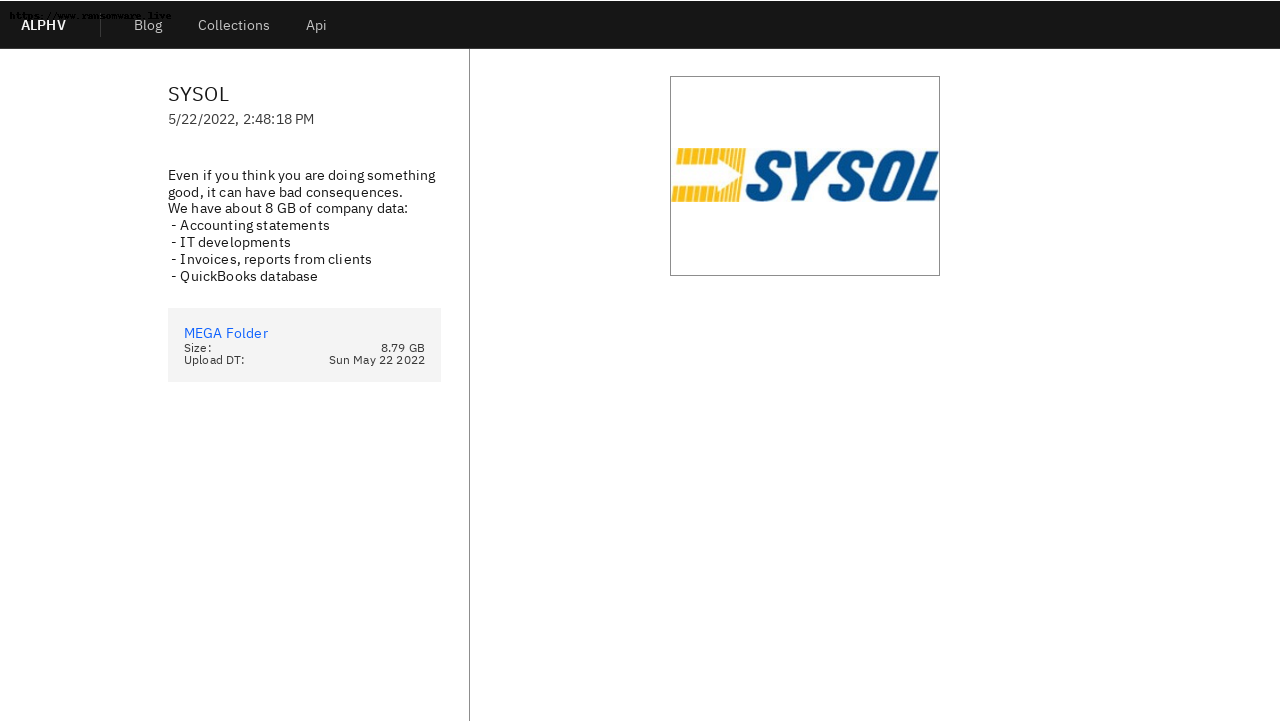 https://www.ransomware.live
ALPHV
Blog
Collections
Api
SYSOL
5/22/2022, 2:48:18 PM
Even if you think you are doing something
good, it can have bad consequences.
We have about 8 GB of company data:
- Accounting statements
- IT developments
- Invoices, reports from clients
- QuickBooks database
MEGA Folder
Size: 8.79 GB
Upload DT: Sun May 22 2022
SYSOL